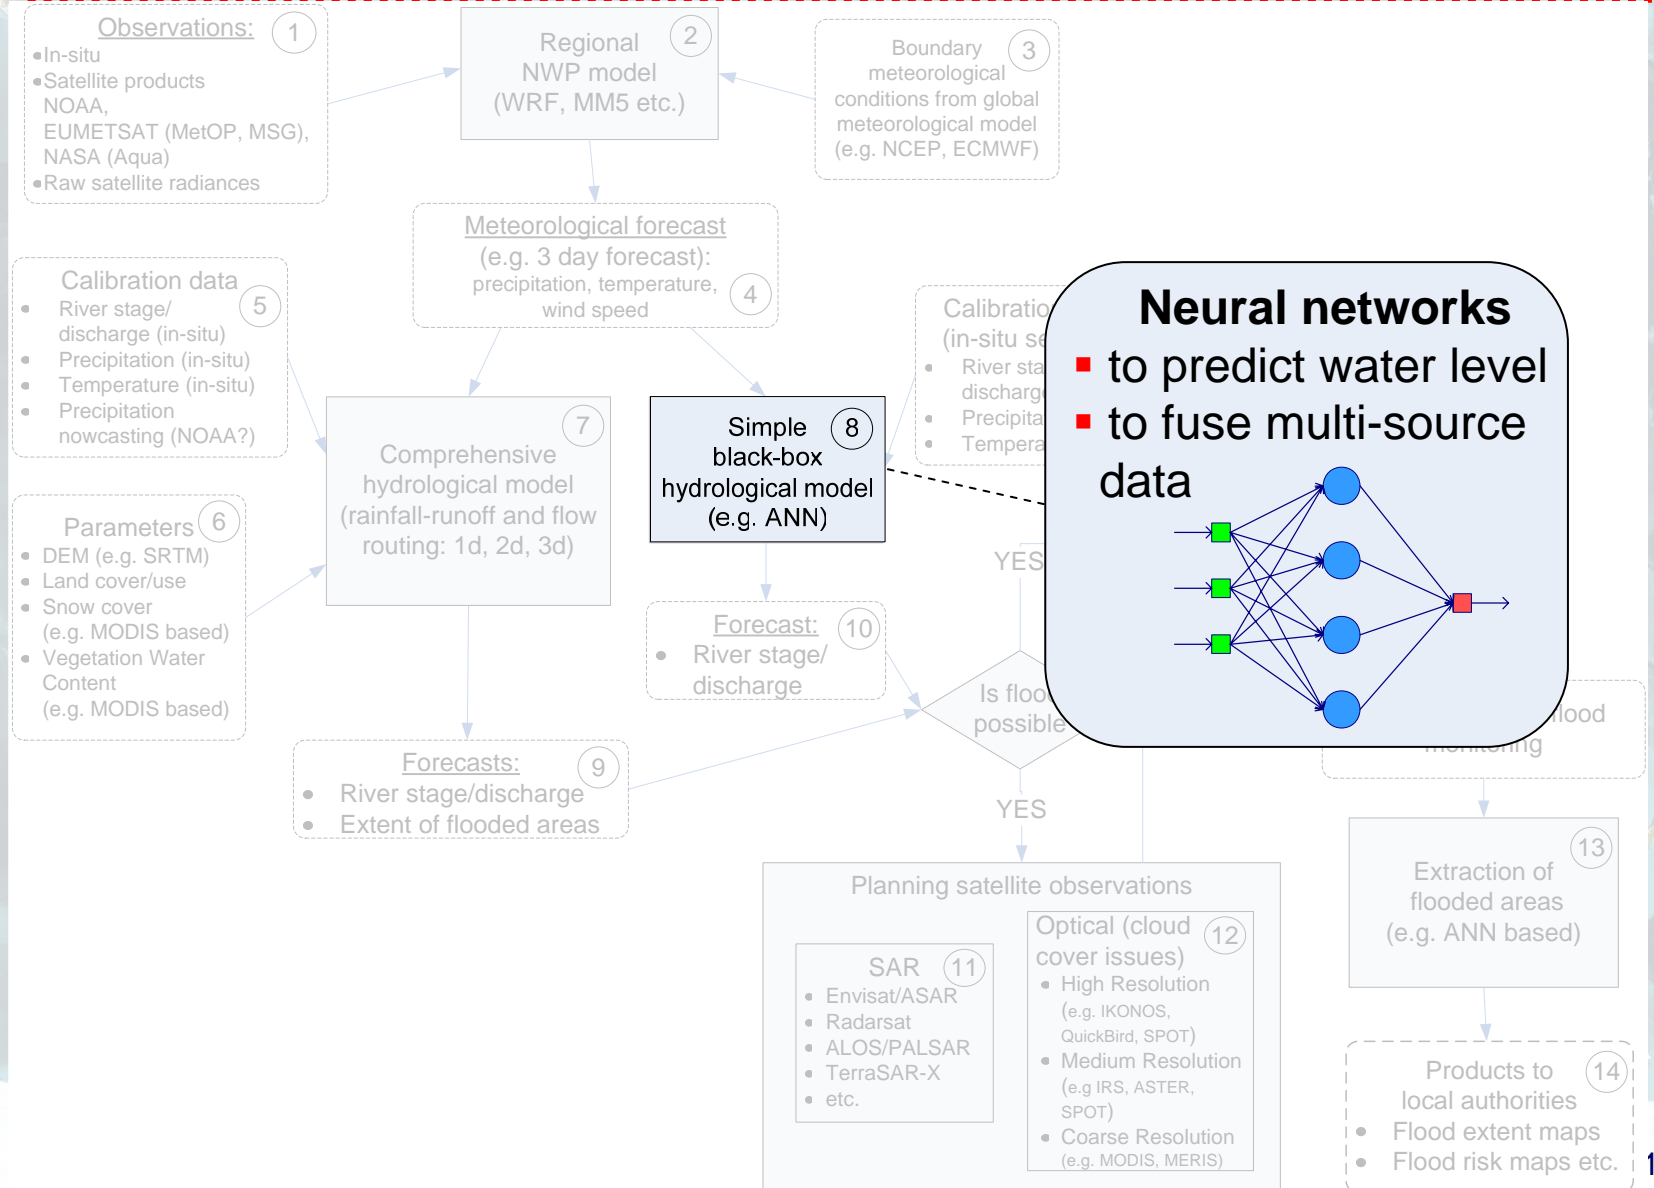 Observations:
1
In-situ
Satellite products
NOAA,
EUMETSAT (MetOP, MSG),
NASA (Aqua)
Raw satellite radiances
Regional
2
NWP model
(WRF, MM5 etc.)
Boundary
3
meteorological
conditions from global
meteorological model
(e.g. NCEP, ECMWF)
Meteorological forecast
(e.g. 3 day forecast):
precipitation, temperature,
wind speed
4
Calibration data
5
River stage/
discharge (in-situ)
Precipitation (in-situ)
Temperature (in-situ)
Precipitation
nowcasting (NOAA?)
Parameters
6
DEM (e.g. SRTM)
Land cover/use
Snow cover
(e.g. MODIS based)
Vegetation Water
Content
(e.g. MODIS based)
7
Comprehensive
hydrological model
(rainfall-runoff and flow
routing: 1d, 2d, 3d)
Simple
8
black-box
hydrological model
(e.g. ANN)
(in-situ
River
Neural networks
to predict water level
to fuse multi-source
data
YES
Forecast:
10
River stage/
discharge
Is
possible
Forecasts:
9
River stage/discharge
Extent of flooded areas
YES
Planning satellite observations
SAR
11
Envisat/ASAR
Radarsat
ALOS/PALSAR
TerraSAR-X
etc.
Optical (cloud
12
cover issues)
High Resolution
(e.g. IKONOS,
QuickBird, SPOT)
Medium Resolution
(e.g IRS, ASTER,
SPOT)
Coarse Resolution
(e.g. MODIS, MERIS)
13
Extraction of
flooded areas
(e.g. ANN based)
Products to
14
local authorities
Flood extent maps
Flood risk maps etc.
1